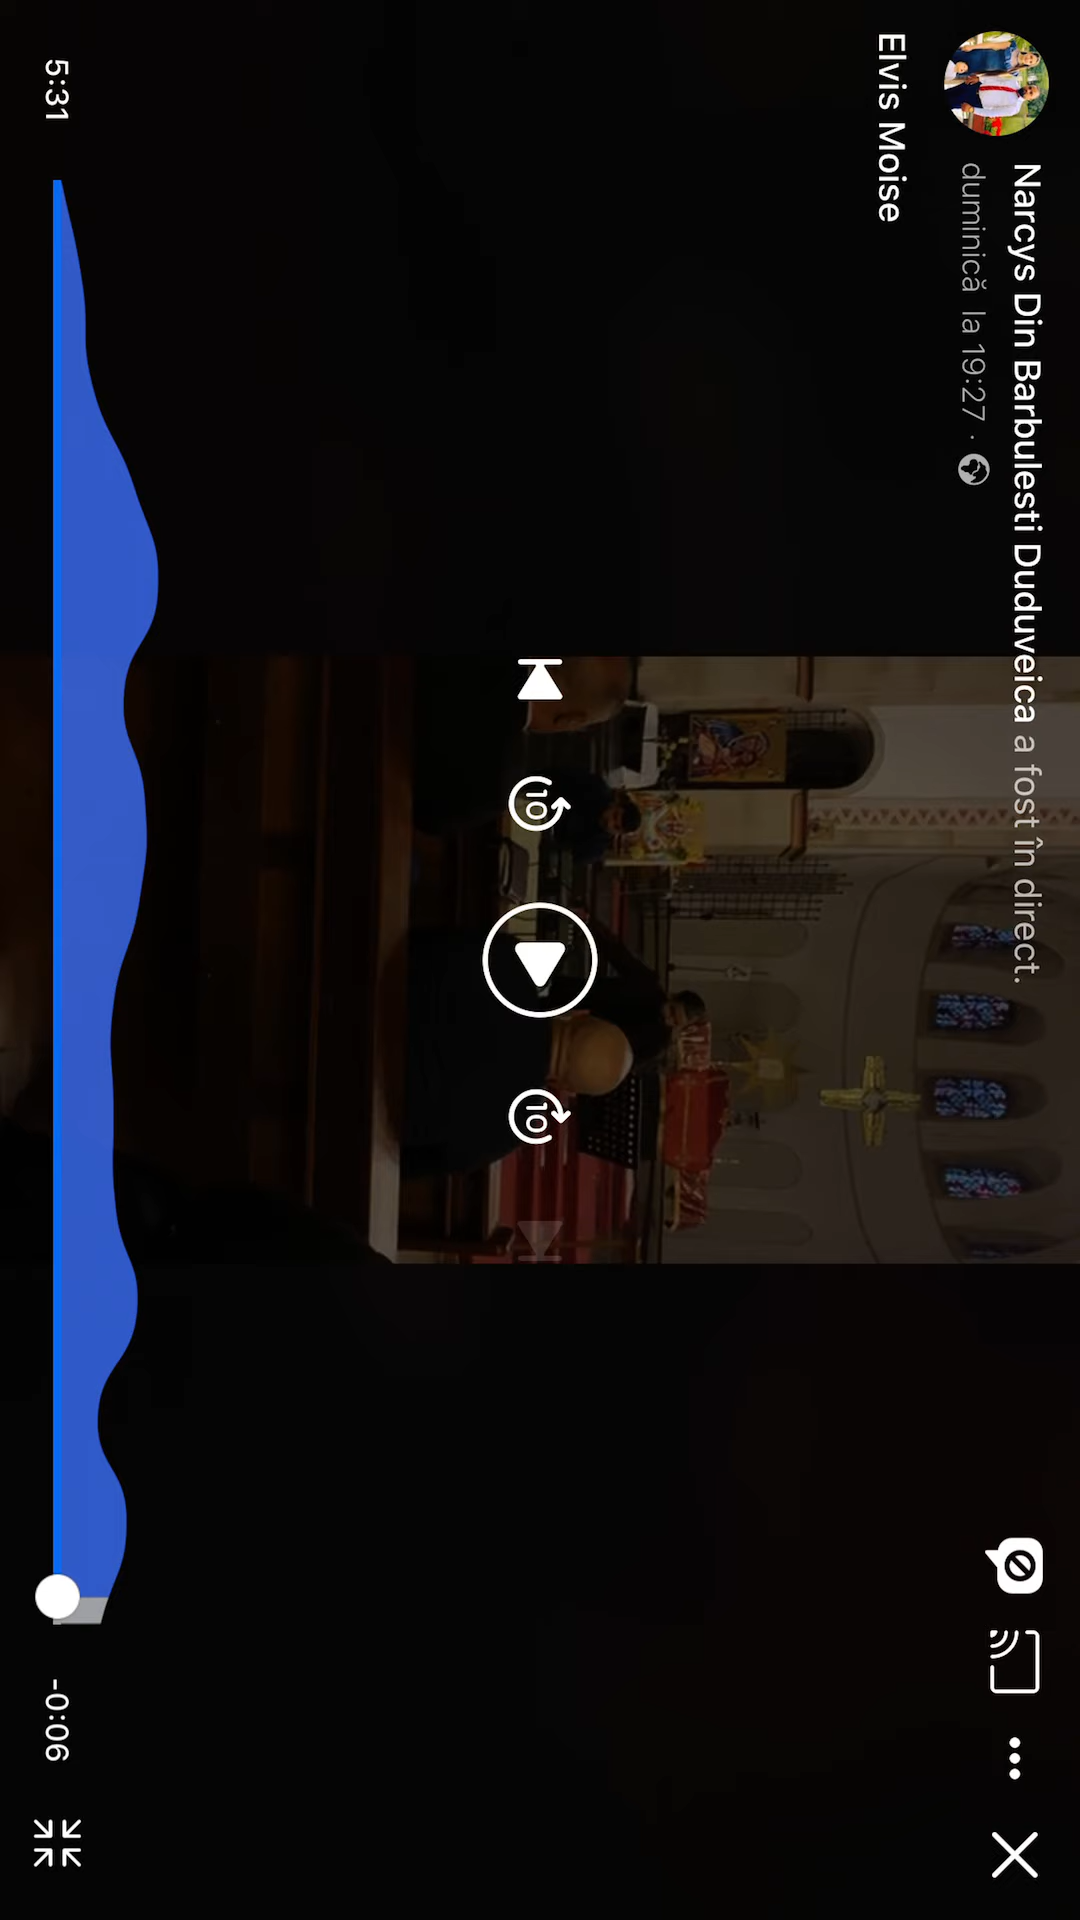 Narcys Din Barbulesti Duduveica a fost în direct.
duminică la 19:27 ·
Elvis Moise
10
10
5:31
-0:06